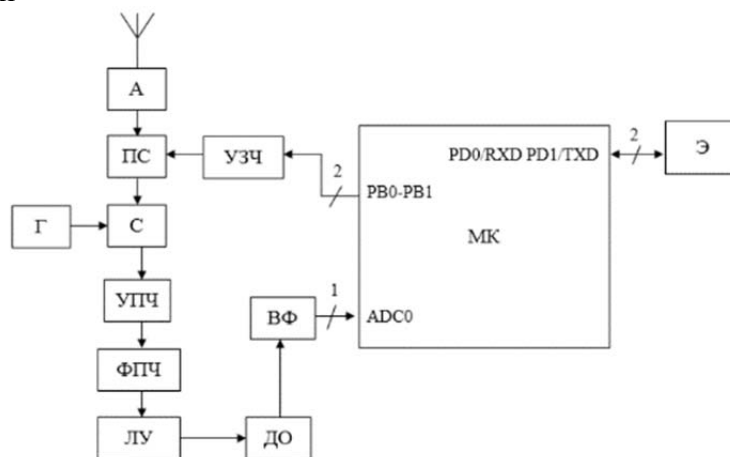 А
ПС
УЗЧ
2
PB0-PB1
PD0/RXD PD1/TXD
2
Э
МК
Г
С
УПЧ
ВФ
1
ADC0
ФПЧ
ЛУ
ДО